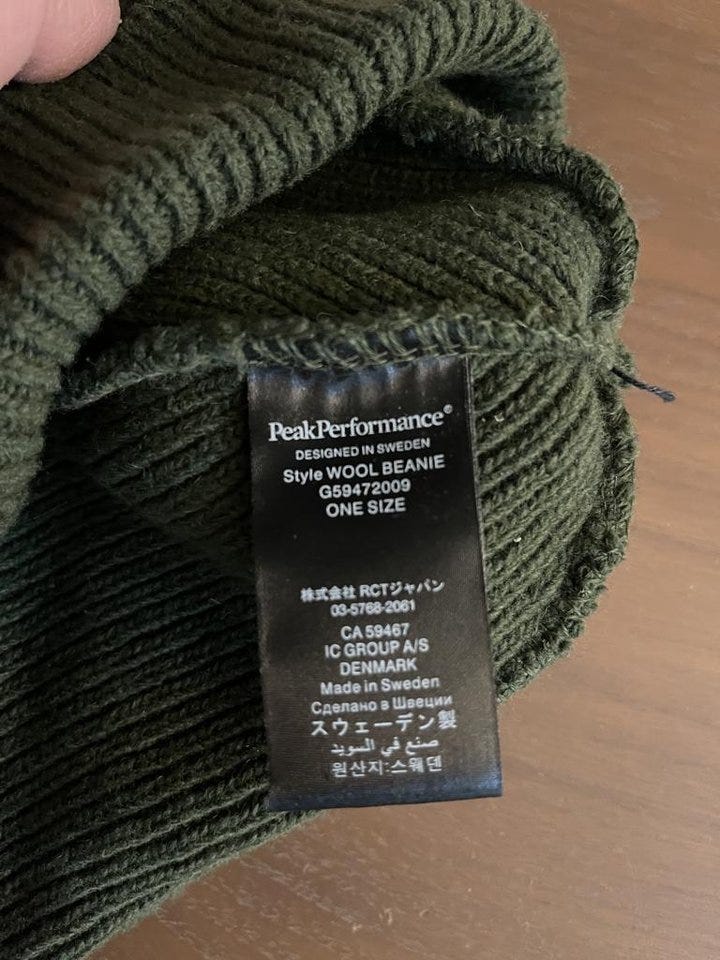 PeakPerformance®
DESIGNED IN SWEDEN
Style WOOL BEANIE
G59472009
ONE SIZE
株式会社 RCTジャパン
03-5768-2061
CA 59467
IC GROUP A/S
DENMARK
Made in Sweden
Сделано в Швеции
スウェーデン製
صنع في السويد
원산지:스웨덴